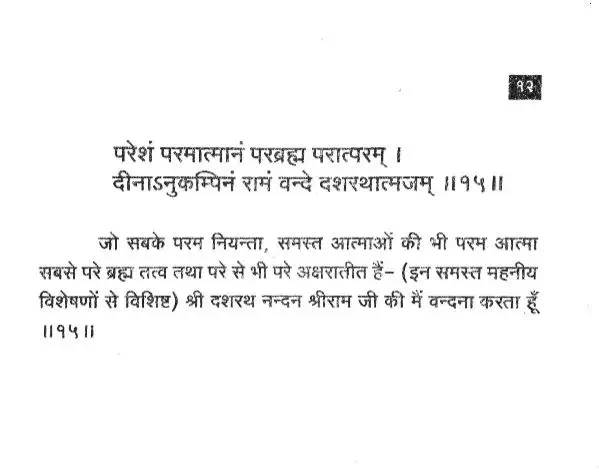 १२
परेशं परमात्मानं परब्रह्म परात्परम् ।
दीनाऽनुकम्पिनं रामं वन्दे दशरथात्मजम् ॥१५॥
जो सबके परम नियन्ता, समस्त आत्माओं की भी परम आत्मा
सबसे परे ब्रह्म तत्व तथा परे से भी परे अक्षरातीत हैं- (इन समस्त महनीय
विशेषणों से विशिष्ट) श्री दशरथ नन्दन श्रीराम जी की मैं वन्दना करता हूँ
॥१५॥